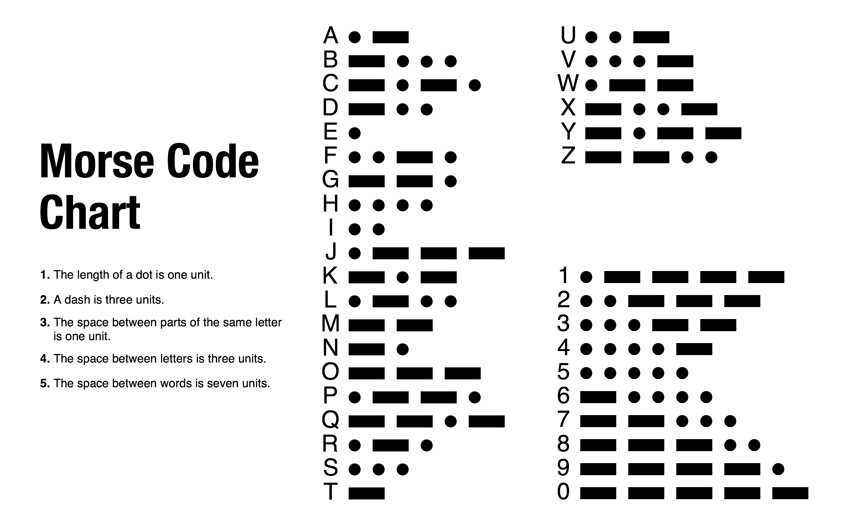 Morse Code
Chart
1. The length of a dot is one unit.
2. A dash is three units.
3. The space between parts of the same letter
is one unit.
4. The space between letters is three units.
5. The space between words is seven units.
A
B
C
D
E
F
G
H
I
J
K
L
M
N
O
P
Q
R
S
T
U
V
W
X
Y
Z
1
2
3
4
5
6
7
8
9
0